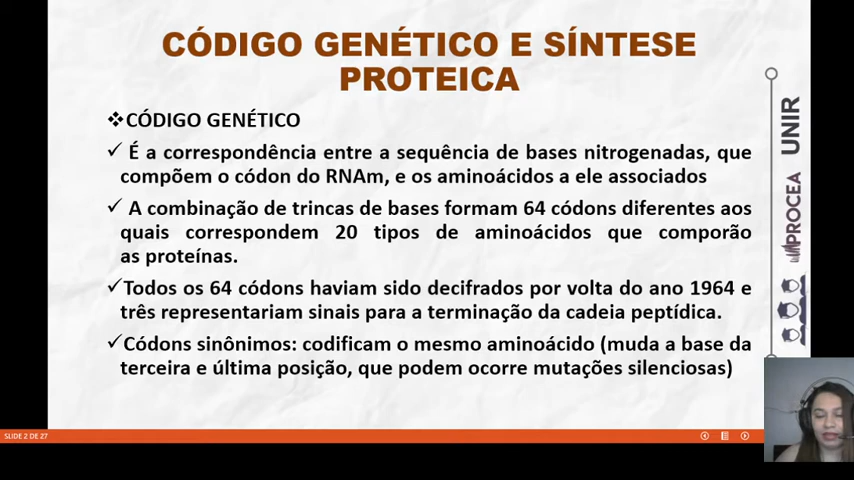 CÓDIGO GENÉTICO E SÍNTESE
PROTEICA
❖CÓDIGO GENÉTICO
✓ É a correspondência entre a sequência de bases nitrogenadas, que
compõem o códon do RNAm, e os aminoácidos a ele associados
✓ A combinação de trincas de bases formam 64 códons diferentes aos
quais correspondem 20 tipos de aminoácidos que comporão
as proteínas.
✓Todos os 64 códons haviam sido decifrados por volta do ano 1964 e
três representariam sinais para a terminação da cadeia peptídica.
✓Códons sinônimos: codificam o mesmo aminoácido (muda a base da
terceira e última posição, que podem ocorre mutações silenciosas)
UNIR
PROCEA
SLIDE 2 DE 27